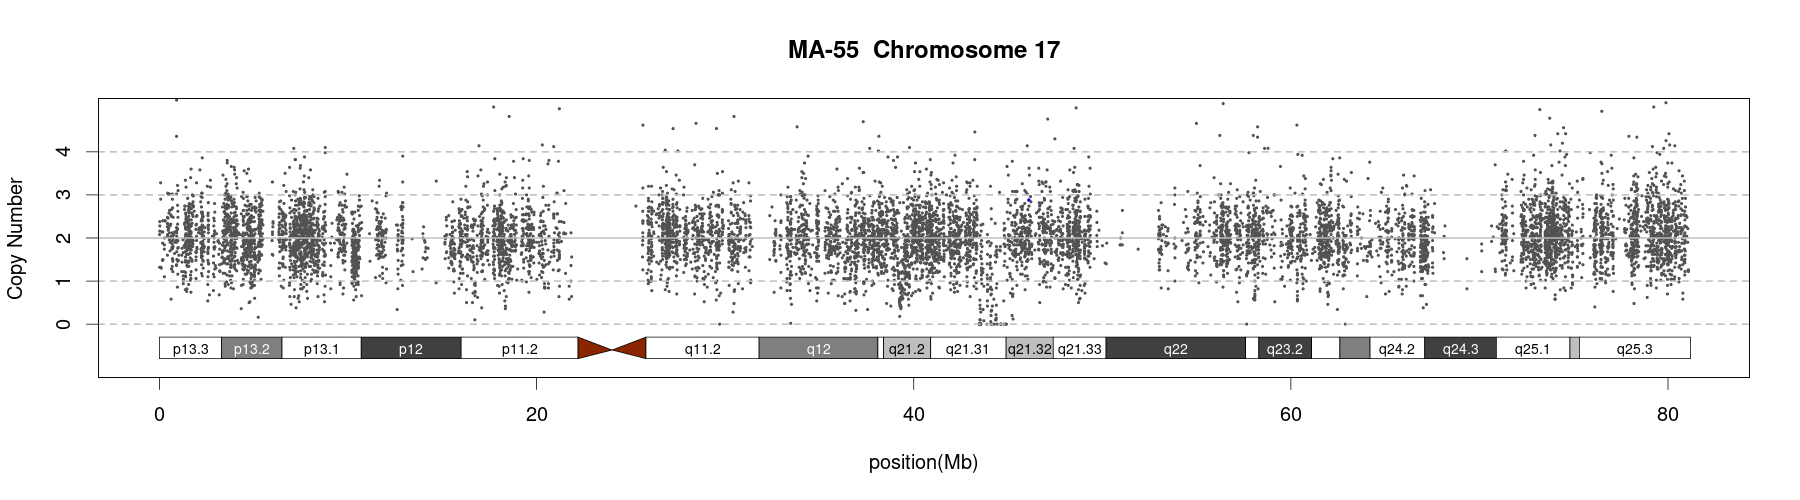 MA-55  Chromosome 17
Copy Number
4
3
2
1
0
p13.3 p13.2 p13.1 p12 p11.2 q11.2 q12 q21.2 q21.31 q21.32 q21.33 q22 q23.2 q24.2 q24.3 q25.1 q25.3
0 20 40 60 80
position(Mb)